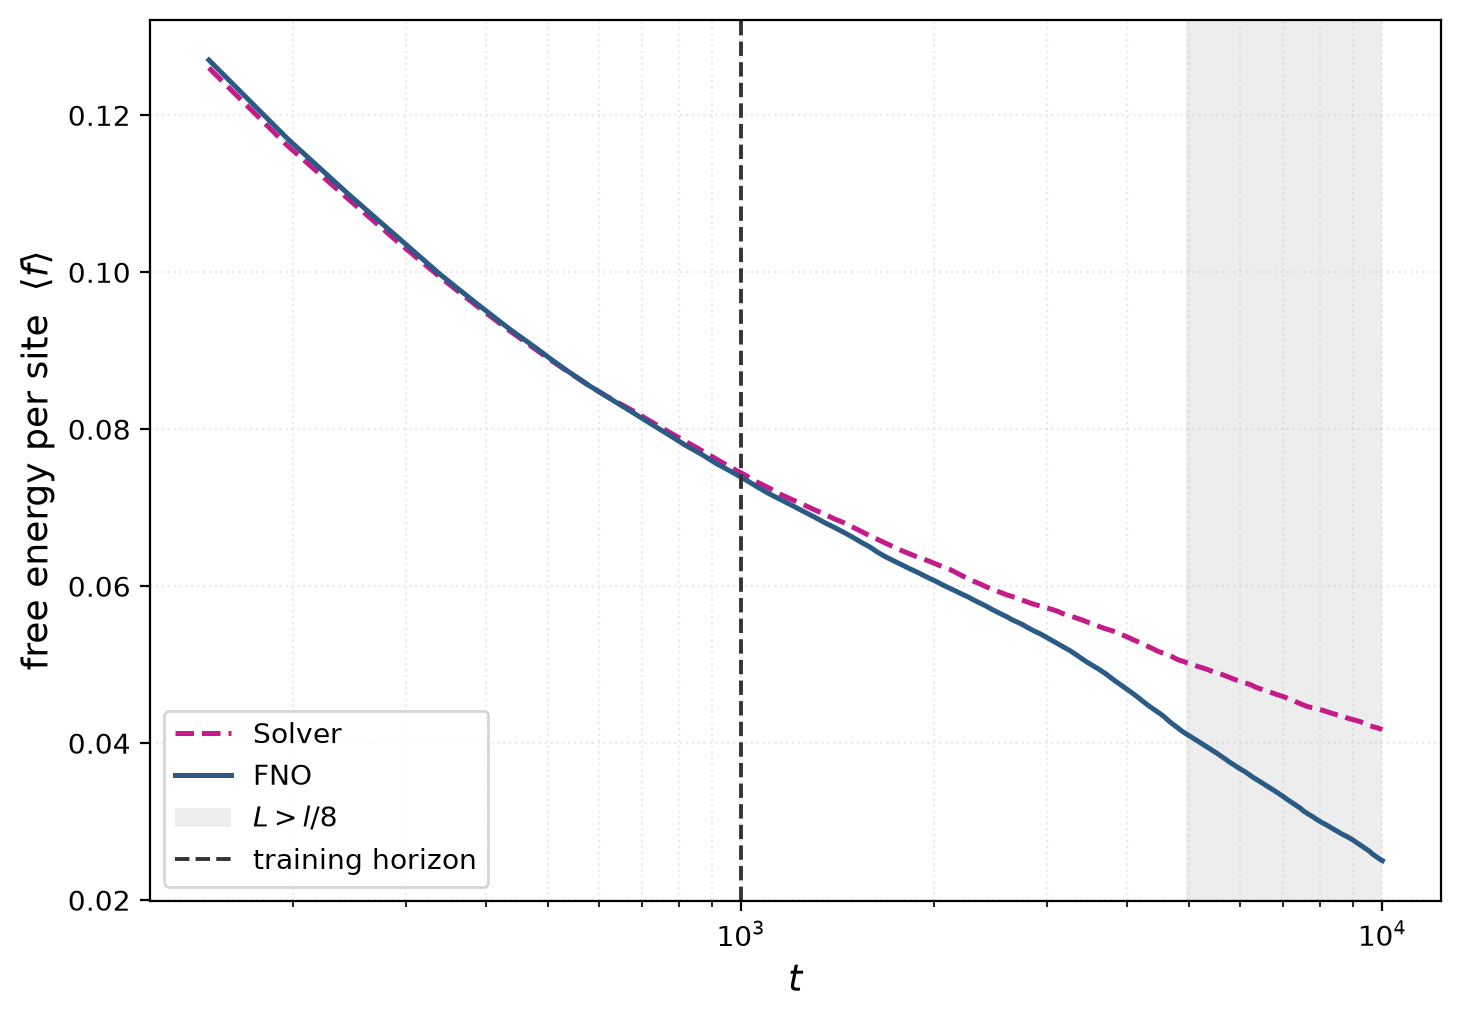 0.12
0.10
0.08
0.06
0.04
0.02
free energy per site ⟨f⟩
Solver
FNO
L > l/8
training horizon
10³
10⁴
t